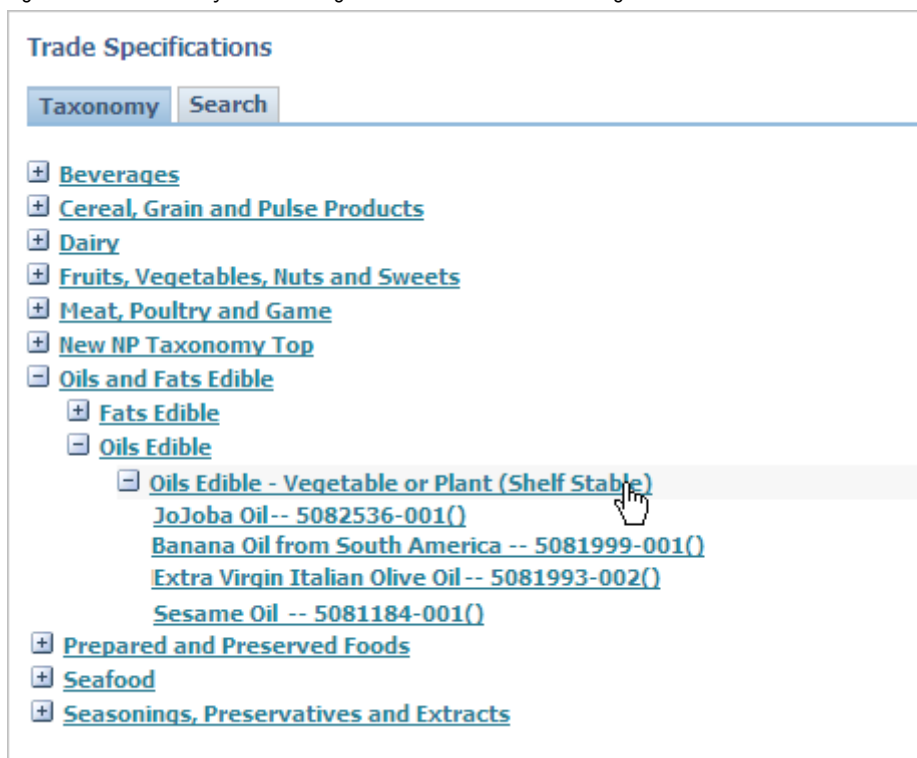 Trade Specifications
Taxonomy Search
Beverages
Cereal, Grain and Pulse Products
Dairy
Fruits, Vegetables, Nuts and Sweets
Meat, Poultry and Game
New NP Taxonomy Top
Oils and Fats Edible
Fats Edible
Oils Edible
Oils Edible - Vegetable or Plant (Shelf Stable)
JoJoba Oil-- 5082536-001()
Banana Oil from South America -- 5081999-001()
Extra Virgin Italian Olive Oil -- 5081993-002()
Sesame Oil -- 5081184-001()
Prepared and Preserved Foods
Seafood
Seasonings, Preservatives and Extracts